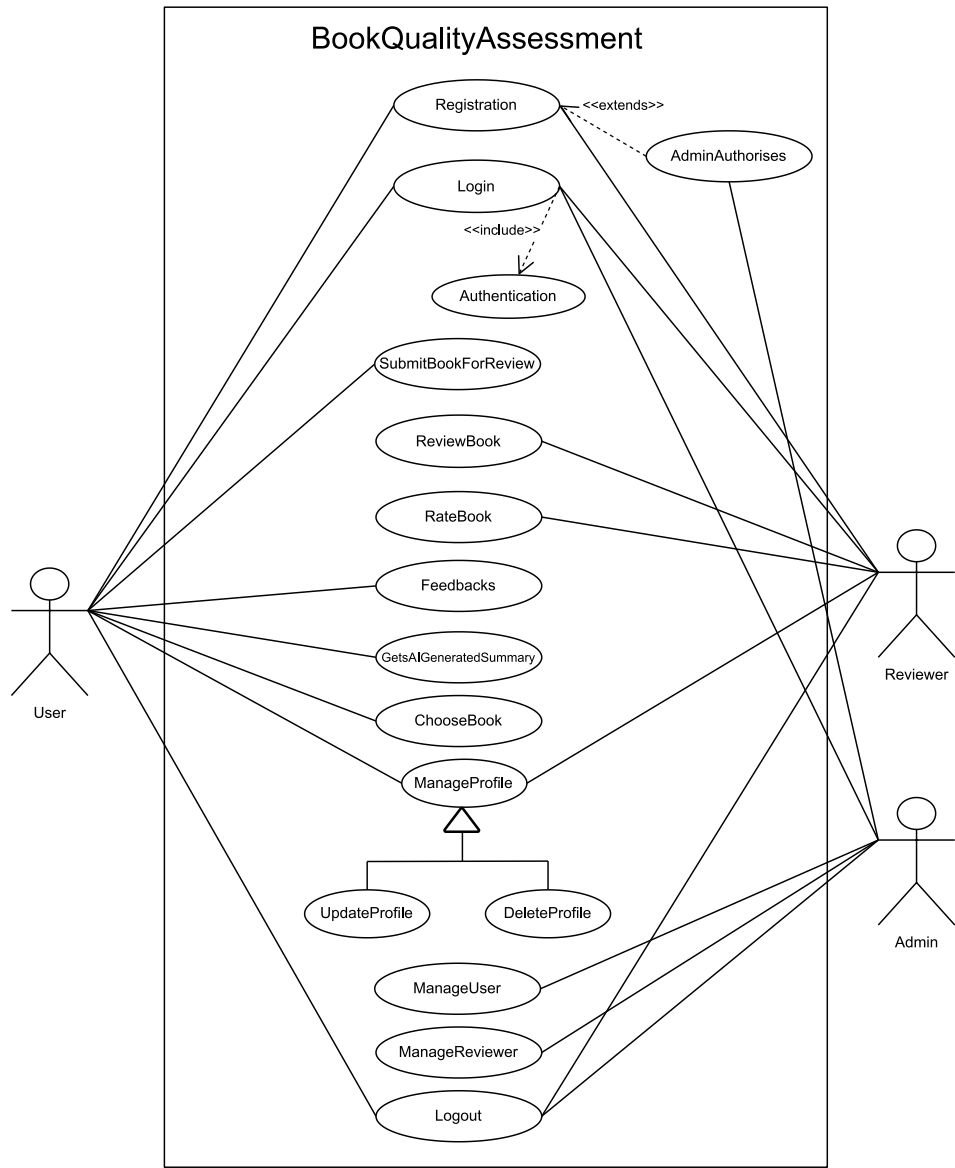 BookQualityAssessment
Registration
<<extends>>
AdminAuthorises
Login
<<include>>
Authentication
SubmitBookForReview
ReviewBook
RateBook
Feedbacks
GetsAIGeneratedSummary
User
Reviewer
ChooseBook
ManageProfile
UpdateProfile
DeleteProfile
Admin
ManageUser
ManageReviewer
Logout